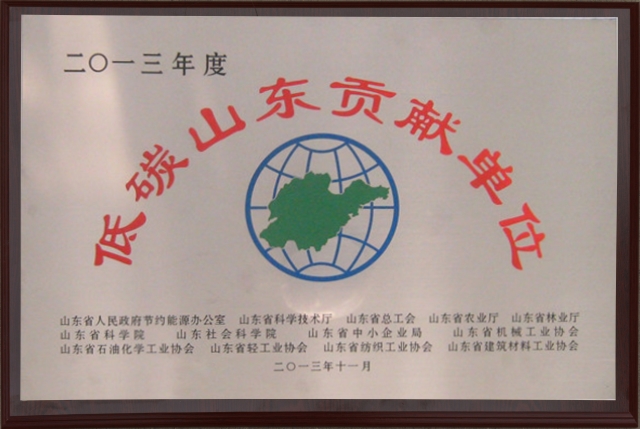 二〇一三年度
低碳山东贡献单位
山东省人民政府节约能源办公室 山东省科学技术厅 山东省总工会 山东省农业厅 山东省林业厅
山东省科学院 山东社会科学院 山东省中小企业局 山东省机械工业协会
山东省石油化学工业协会 山东省轻工业协会 山东省纺织工业协会 山东省建筑材料工业协会
二〇一三年十一月